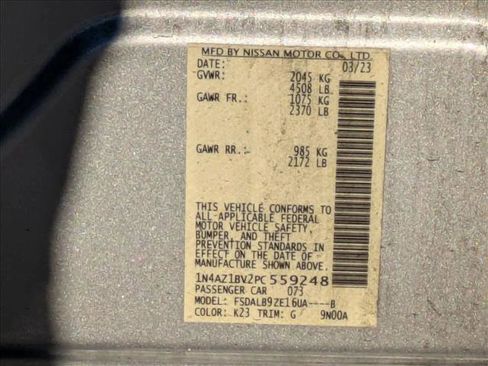 MFD BY NISSAN MOTOR CO., LTD.
DATE: 03/23
GVWR: 2045 KG
4508 LB
GAWR FR.: 1075 KG
2370 LB
GAWR RR.: 985 KG
2172 LB
THIS VEHICLE CONFORMS TO
ALL APPLICABLE FEDERAL
MOTOR VEHICLE SAFETY,
BUMPER, AND THEFT
PREVENTION STANDARDS
IN EFFECT ON THE DATE OF
MANUFACTURE SHOWN ABOVE.
1N4AZ1BV2PC559248
PASSENGER CAR 073
MODEL: FSDALB9ZE16UA----B
COLOR: K23 TRIM: G 9N00A